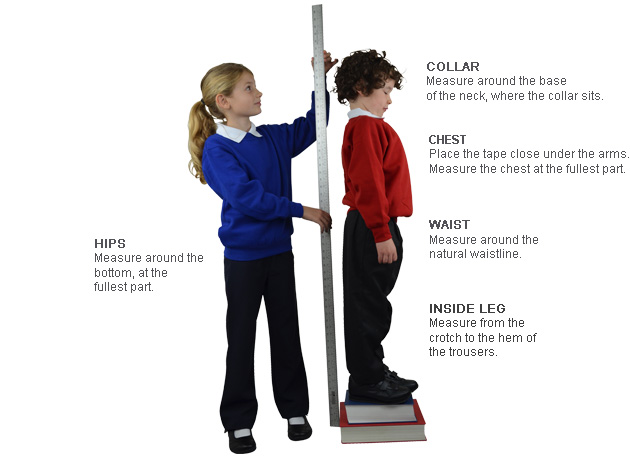 COLLAR
Measure around the base
of the neck, where the collar sits.
CHEST
Place the tape close under the arms.
Measure the chest at the fullest part.
WAIST
Measure around the
natural waistline.
HIPS
Measure around the
bottom, at the
fullest part.
INSIDE LEG
Measure from the
crotch to the hem of
the trousers.